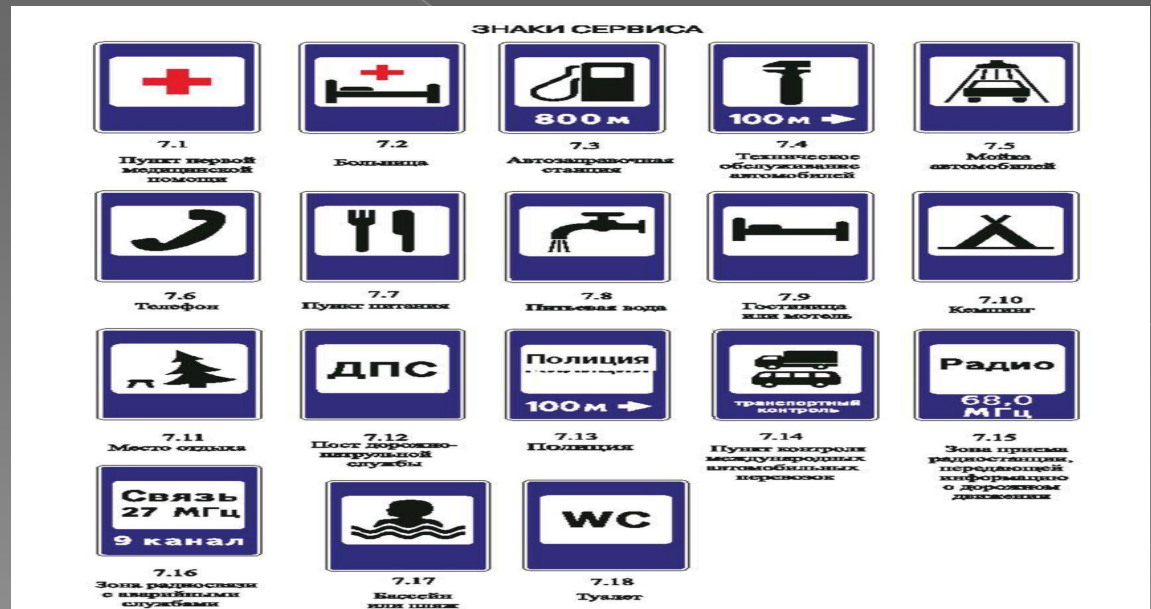 ЗНАКИ СЕРВИСА
800 м
100 м
7.1
Пункт первой
медицинской
помощи
7.2
Больница
7.3
Автозаправочная
станция
7.4
Техническое
обслуживание
автомобилей
7.5
Мойка
автомобилей
7.6
Телефон
7.7
Пункт питания
7.8
Питьевая вода
7.9
Гостиница
или мотель
7.10
Кемпинг
ДПС
Полиция
100 м
транспортный
контроль
Радио
68,0
МГц
7.11
Место отдыха
7.12
Пост дорожно-
патрульной
службы
7.13
Полиция
7.14
Пункт контроля
международных
автомобильных
перевозок
7.15
Зона приема
радиостанции,
передающей
информацию
о дорожном
движении
Связь
27 МГц
9 канал
WC
7.16
Зона радиосвязи
с аварийными
службами
7.17
Бассейн
или пляж
7.18
Туалет